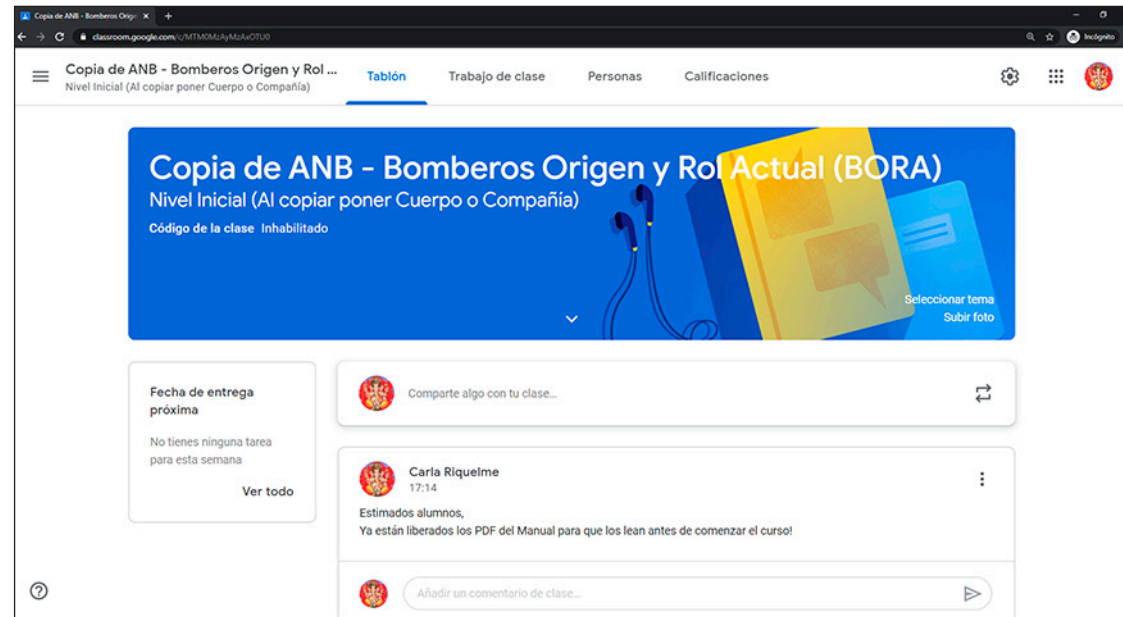 Copia de ANB - Bomberos Orige
classroom.google.com/c/MTM0MzAyMzAxOTU0
Incógnito
Copia de ANB - Bomberos Origen y Rol ...
Nivel Inicial (Al copiar poner Cuerpo o Compañía)
Tablón
Trabajo de clase
Personas
Calificaciones
Copia de ANB - Bomberos Origen y Rol Actual (BORA)
Nivel Inicial (Al copiar poner Cuerpo o Compañía)
Código de la clase Inhabilitado
Seleccionar tema
Subir foto
Fecha de entrega
próxima
No tienes ninguna tarea
para esta semana
Ver todo
Comparte algo con tu clase...
Carla Riquelme
17:14
Estimados alumnos,
Ya están liberados los PDF del Manual para que los lean antes de comenzar el curso!
Añadir un comentario de clase...